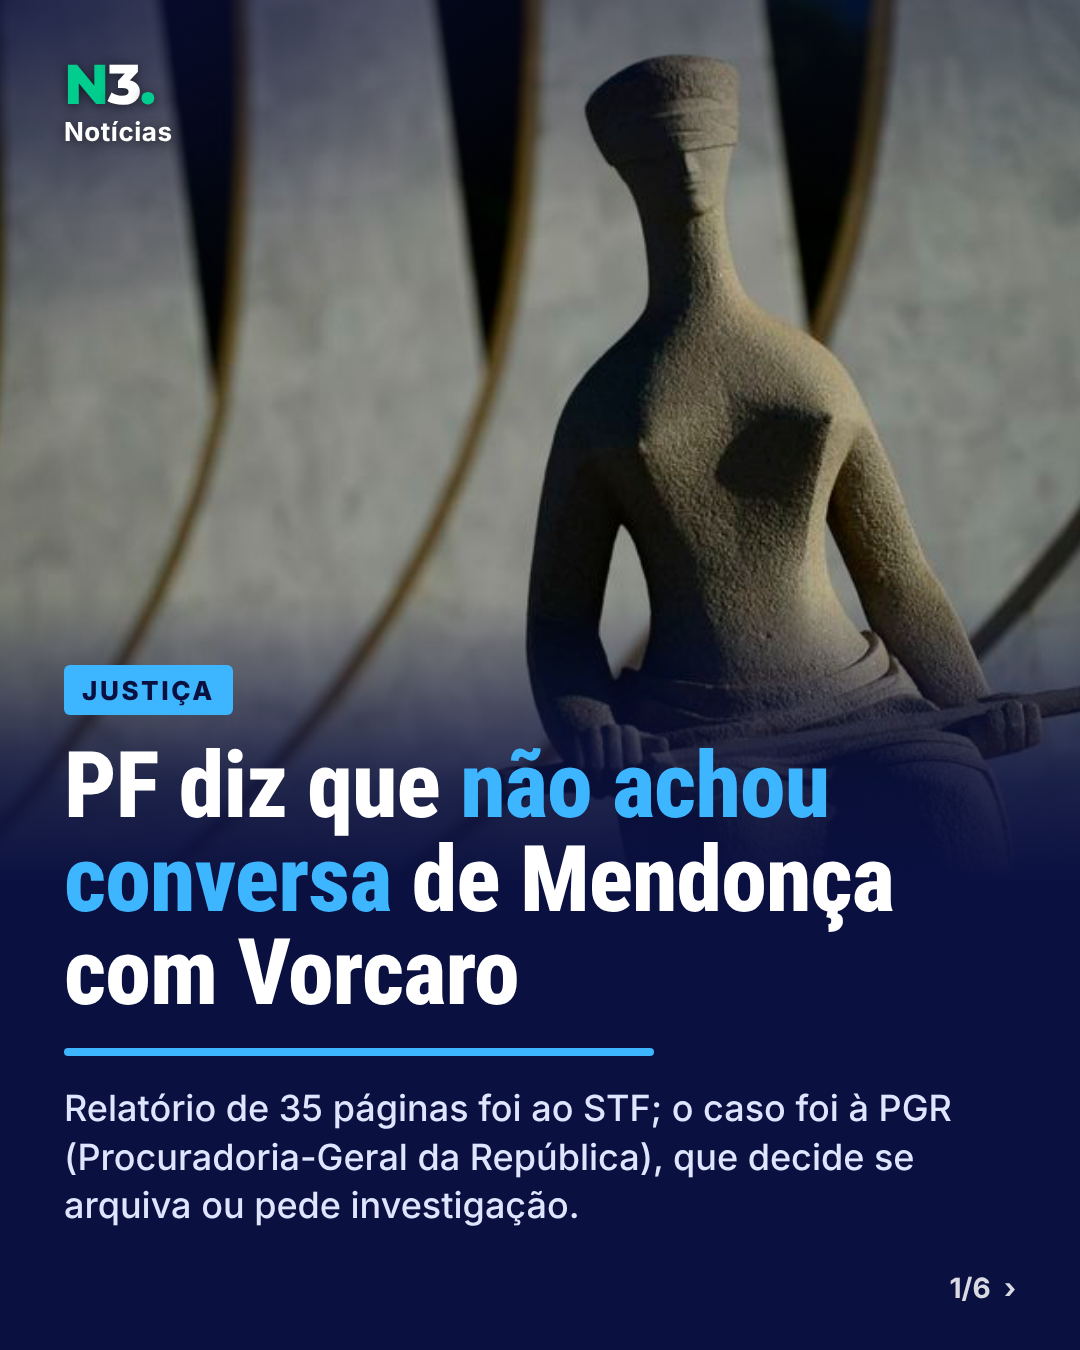 N3.
Notícias
JUSTIÇA
PF diz que não achou
conversa de Mendonça
com Vorcaro
Relatório de 35 páginas foi ao STF; o caso foi à PGR
(Procuradoria-Geral da República), que decide se
arquiva ou pede investigação.
1/6 ›